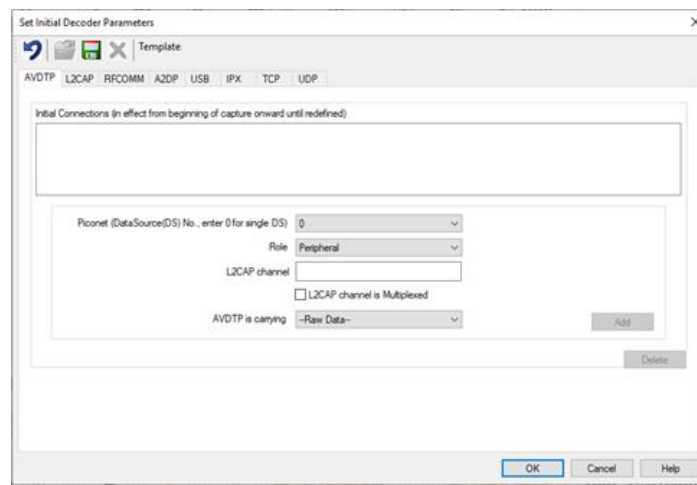 Set Initial Decoder Parameters
Template
AVDTP L2CAP RFCOMM A2DP USB IPX TCP UDP
Initial Connections (in effect from beginning of capture onward until redefined)
Piconet (DataSource(DS) No., enter 0 for single DS) 0
Role Peripheral
L2CAP channel
L2CAP channel is Multiplexed
AVDTP is carrying --Raw Data--
Add
Delete
OK Cancel Help